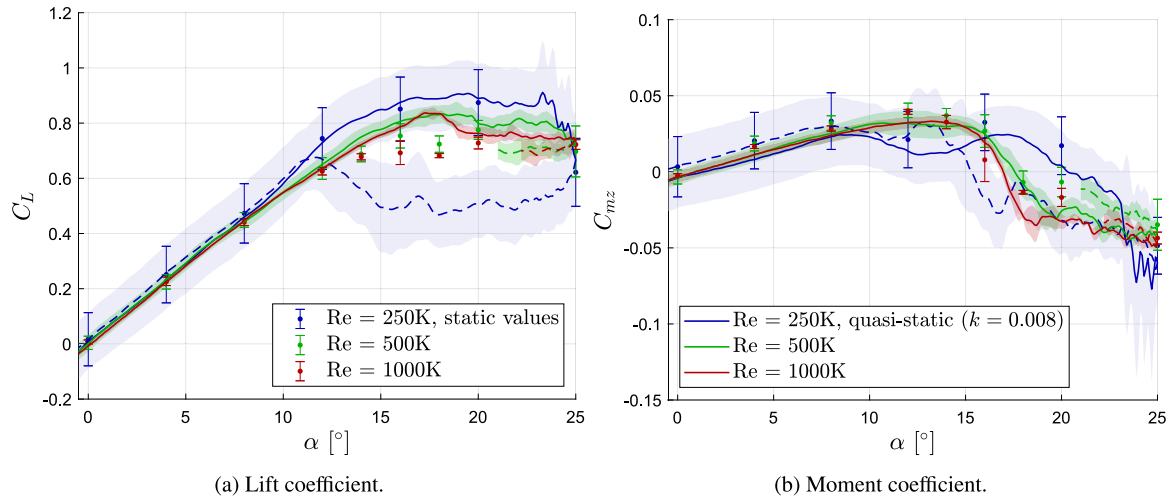 1.2
1
0.8
0.6
0.4
0.2
0
-0.2
C_L
0 5 10 15 20 25
α [°]
Re = 250K, static values
Re = 500K
Re = 1000K
(a) Lift coefficient.
0.1
0.05
0
-0.05
-0.1
-0.15
C_{mz}
0 5 10 15 20 25
α [°]
Re = 250K, quasi-static (k = 0.008)
Re = 500K
Re = 1000K
(b) Moment coefficient.